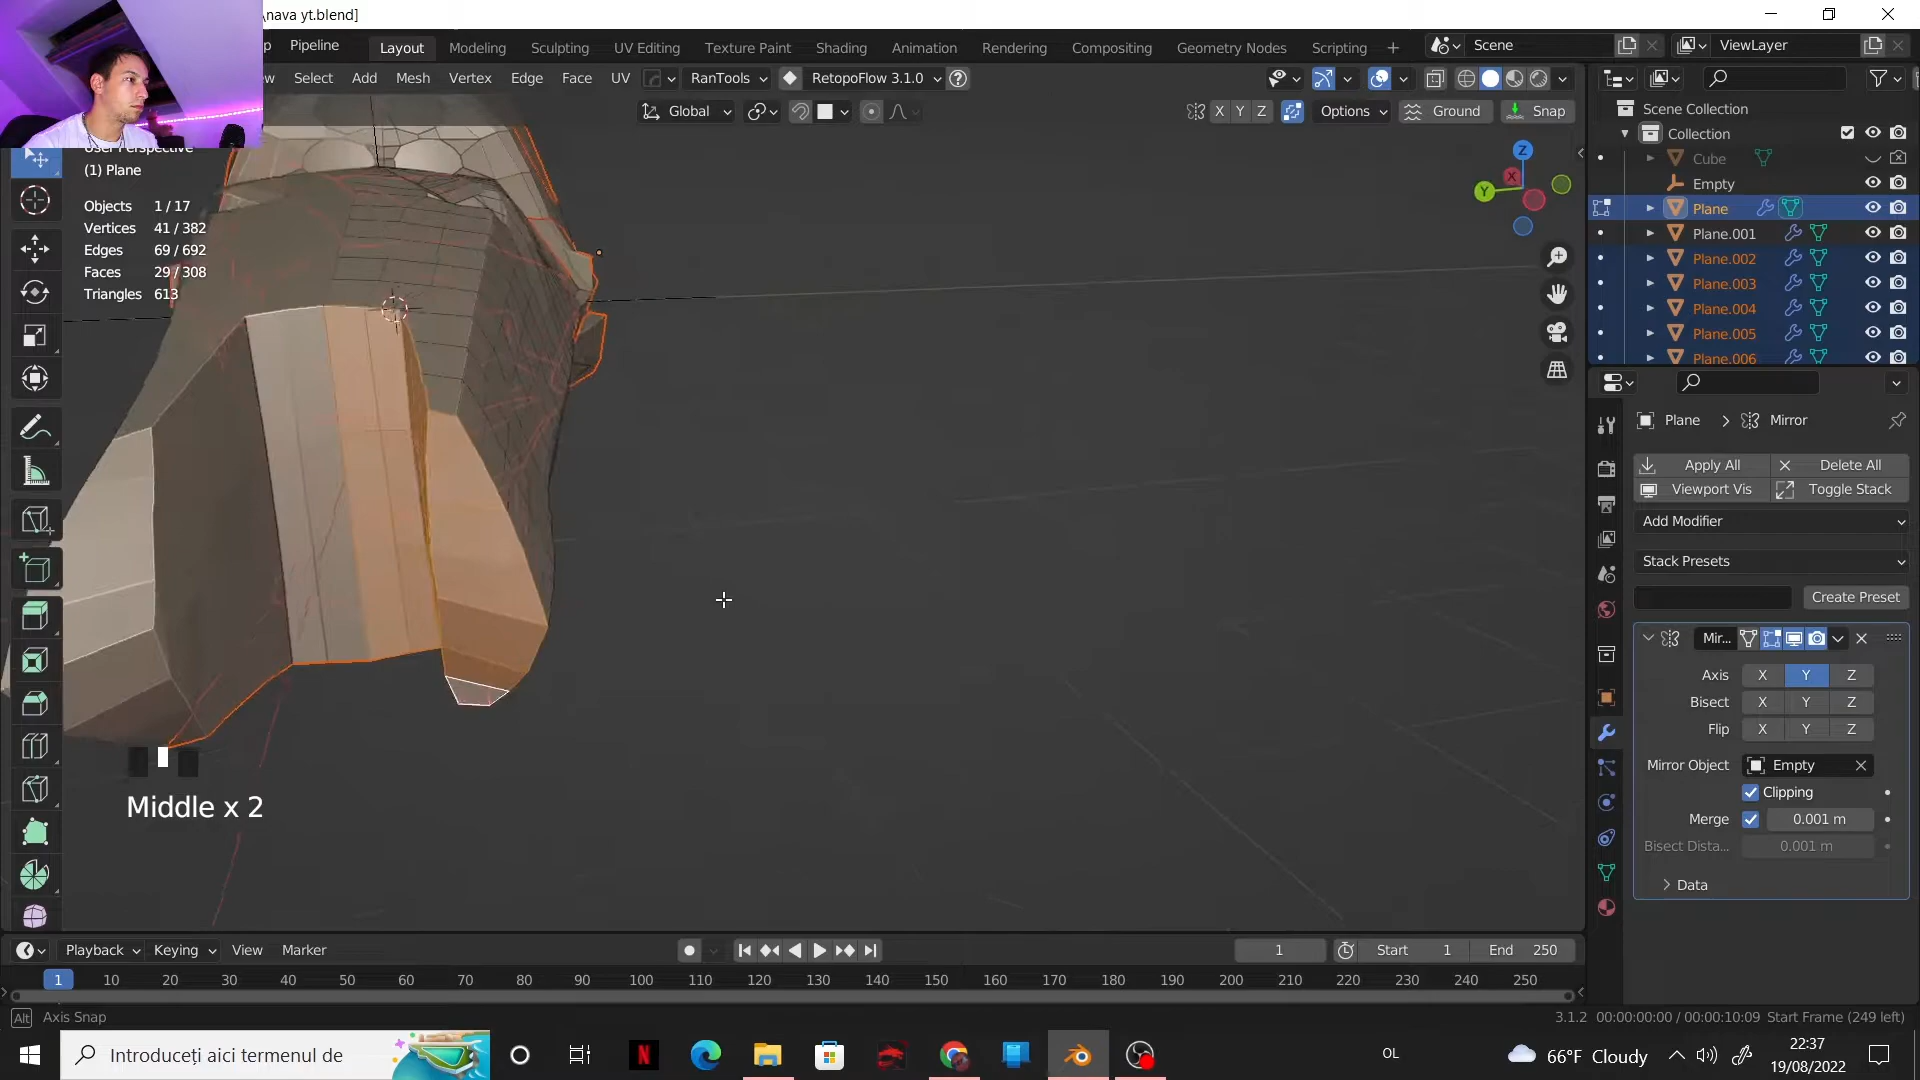 \nava yt.blend]
Pipeline
Layout
Modeling
Sculpting
UV Editing
Texture Paint
Shading
Animation
Rendering
Compositing
Geometry Nodes
Scripting
Scene
ViewLayer
Select
Add
Mesh
Vertex
Edge
Face
UV
RanTools
RetopoFlow 3.1.0
Global
X Y Z
Options
Ground
Snap
User Perspective
(1) Plane
Objects 1 / 17
Vertices 41 / 382
Edges 69 / 692
Faces 29 / 308
Triangles 613
Z
Y
X
Middle x 2
Scene Collection
Collection
Cube
Empty
Plane
Plane.001
Plane.002
Plane.003
Plane.004
Plane.005
Plane.006
Plane > Mirror
Apply All
Delete All
Viewport Vis
Toggle Stack
Add Modifier
Stack Presets
Create Preset
Mir...
Axis X Y Z
Bisect X Y Z
Flip X Y Z
Mirror Object Empty
Clipping
Merge 0.001 m
Bisect Dista... 0.001 m
Data
Playback
Keying
View
Marker
1
Start 1
End 250
1 10 20 30 40 50 60 70 80 90 100 110 120 130 140 150 160 170 180 190 200 210 220 230 240 250
Alt Axis Snap
3.1.2 00:00:00:00 / 00:00:10:09 Start Frame (249 left)
Introduceți aici termenul de
N
OL
66°F Cloudy
22:37
19/08/2022